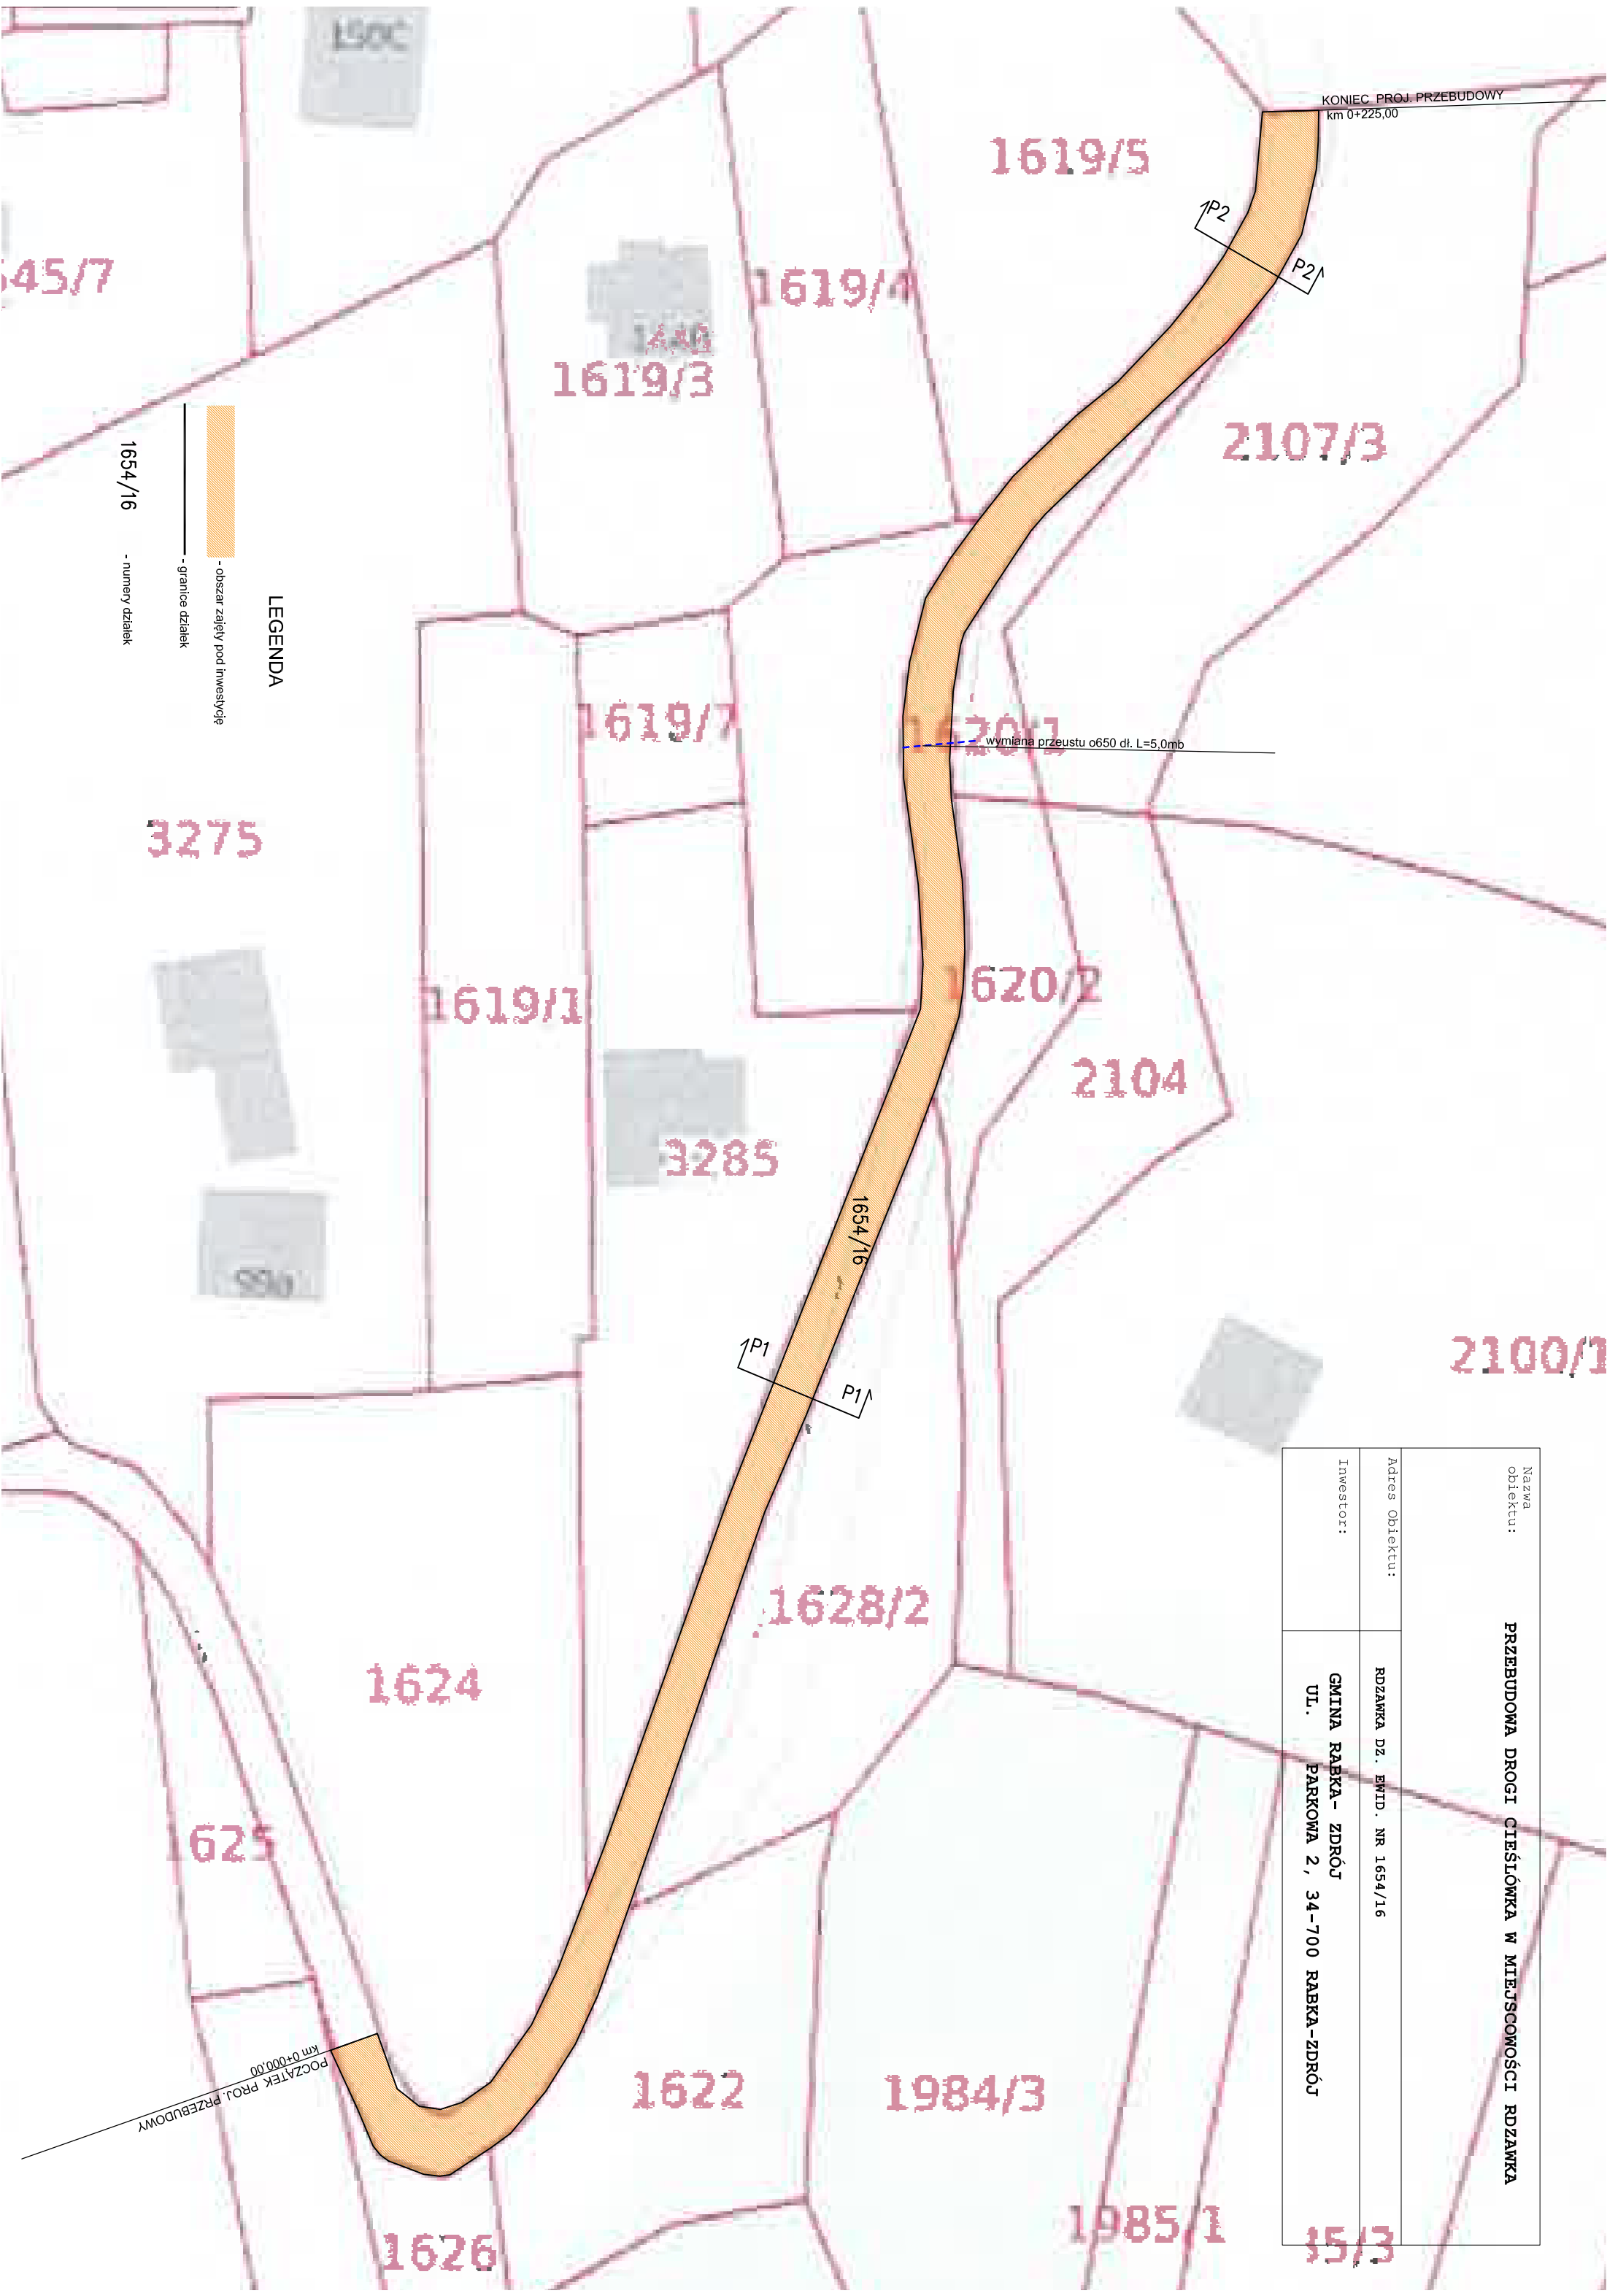 KONIEC PROJ. PRZEBUDOWY
km 0+225,00
1619/5
P2
P2
45/7
1619/4
1619/3
2107/3
LEGENDA
- obszar zajęty pod inwestycję
- granice działek
1654/16 - numery działek
1619/7
1620/1
wymiana przeustu o650 dł. L=5,0mb
3275
1619/1
1620/2
2104
3285
1654/16
P1
P1
2100/1
Nazwa
obiektu:
PRZEBUDOWA DROGI CIEŚLÓWKA W MIEJSCOWOŚCI RDZAWKA
Adres Obiektu:
RDZAWKA DZ. EWID. NR 1654/16
Inwestor:
GMINA RABKA- ZDRÓJ
UL. PARKOWA 2, 34-700 RABKA-ZDRÓJ
1628/2
1624
1625
km 0+000,00
POCZĄTEK PROJ. PRZEBUDOWY
1622
1984/3
1626
1985/1